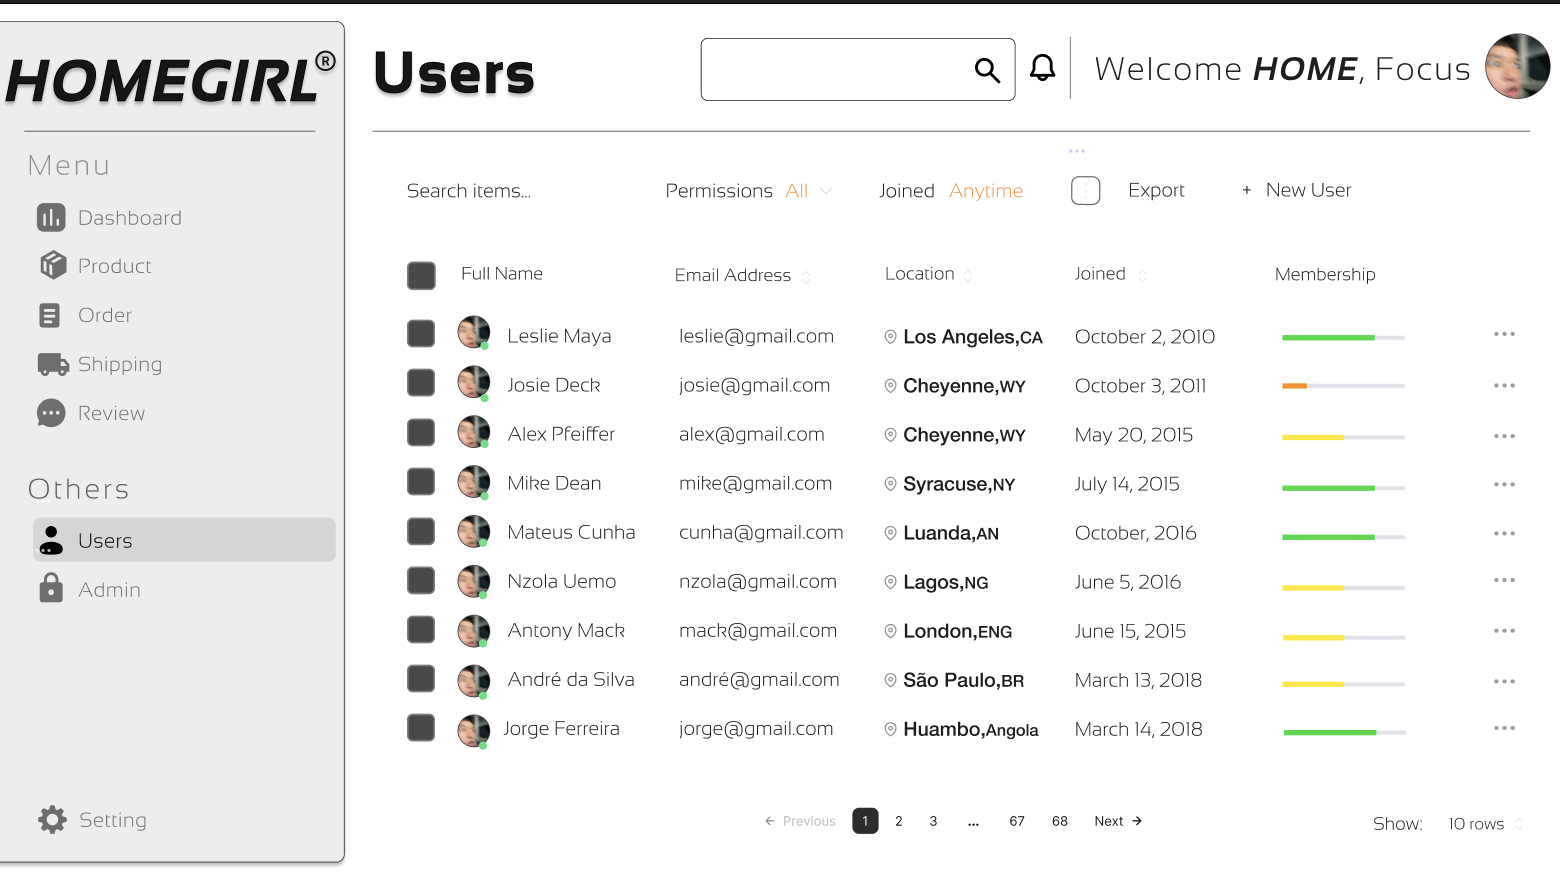 HOMEGIRL®
Menu
Dashboard
Product
Order
Shipping
Review
Others
Users
Admin
Setting
Users
Welcome HOME, Focus
Search items... Permissions All Joined Anytime Export + New User
Full Name Email Address Location Joined Membership
Leslie Maya leslie@gmail.com Los Angeles,CA October 2, 2010
Josie Deck josie@gmail.com Cheyenne,WY October 3, 2011
Alex Pfeiffer alex@gmail.com Cheyenne,WY May 20, 2015
Mike Dean mike@gmail.com Syracuse,NY July 14, 2015
Mateus Cunha cunha@gmail.com Luanda,AN October, 2016
Nzola Uemo nzola@gmail.com Lagos,NG June 5, 2016
Antony Mack mack@gmail.com London,ENG June 15, 2015
André da Silva andré@gmail.com São Paulo,BR March 13, 2018
Jorge Ferreira jorge@gmail.com Huambo,Angola March 14, 2018
← Previous 1 2 3 ... 67 68 Next →
Show: 10 rows